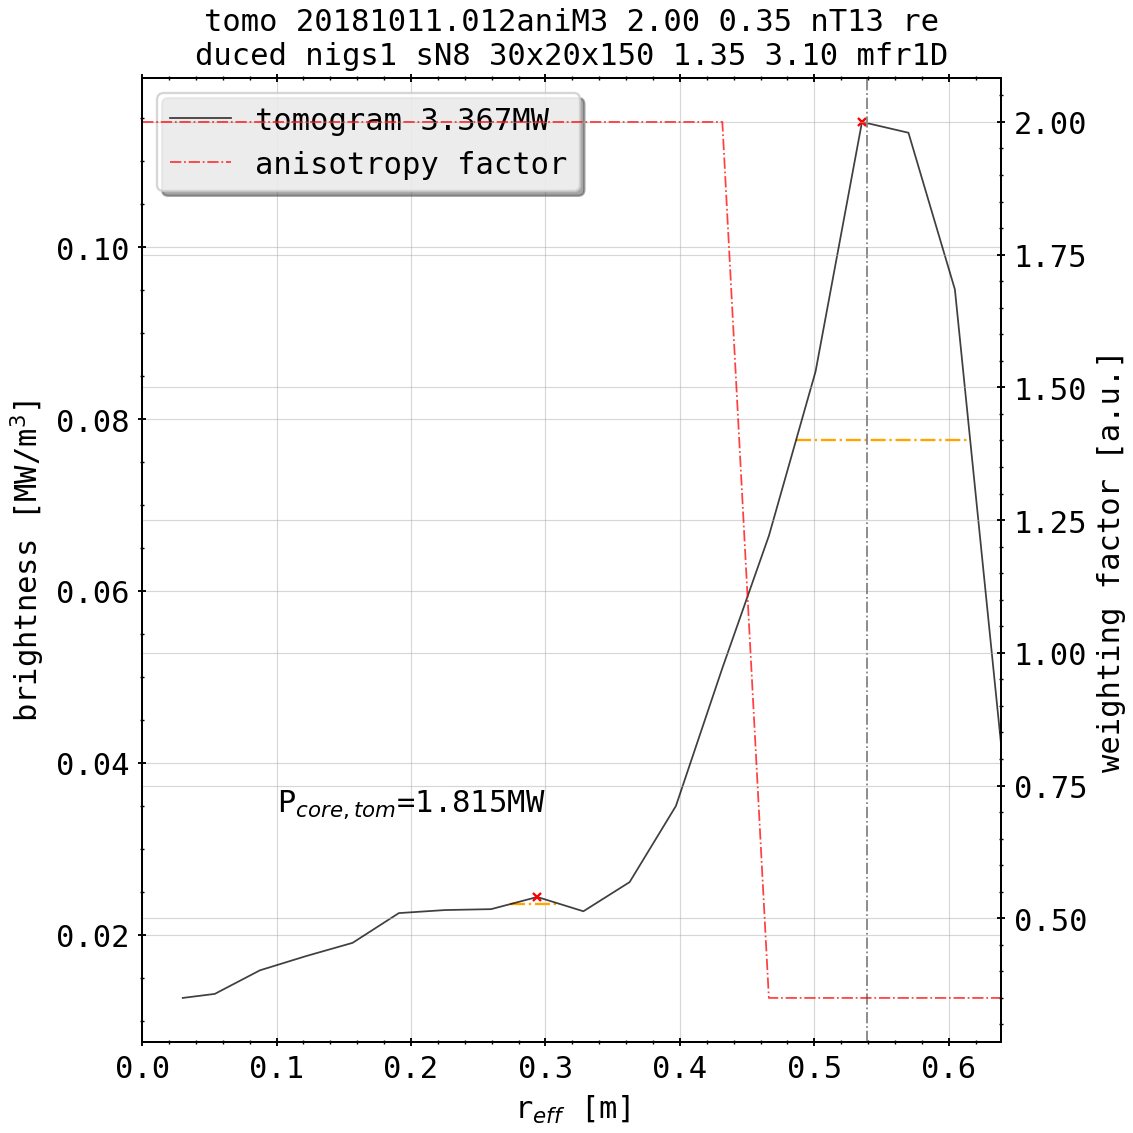 tomo 20181011.012aniM3 2.00 0.35 nT13 re
duced nigs1 sN8 30x20x150 1.35 3.10 mfr1D
tomogram 3.367MW
anisotropy factor
brightness [MW/m³]
0.10
0.08
0.06
0.04
0.02
P_core,tom=1.815MW
2.00
1.75
1.50
1.25
1.00
0.75
0.50
weighting factor [a.u.]
0.0 0.1 0.2 0.3 0.4 0.5 0.6
r_eff [m]